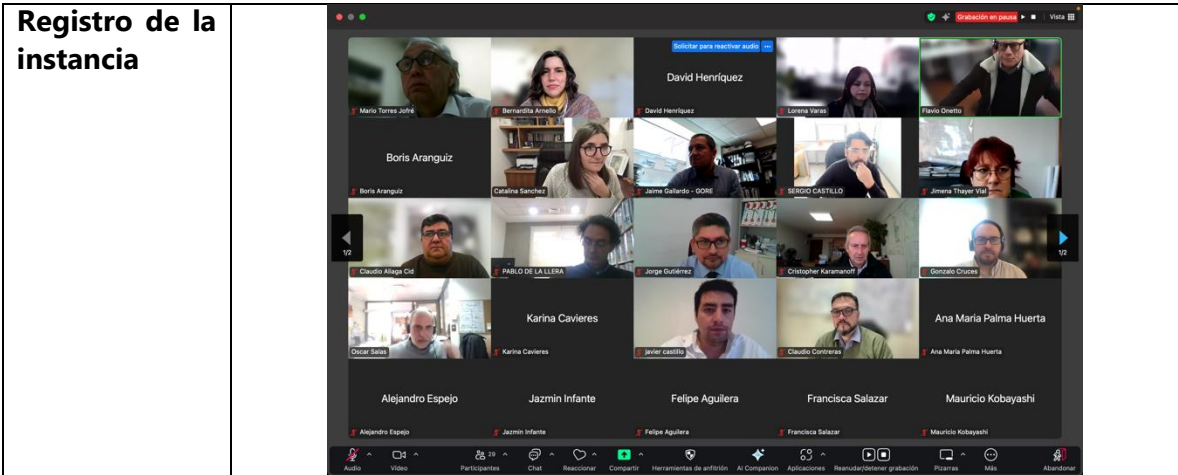 Registro de la
instancia
Grabación en pausa
Vista
Solicitar para reactivar audio
David Henríquez
Mario Torres Jofré
Bernardita Arnello
David Henríquez
Lorena Varas
Flavio Onetto
Boris Aranguiz
Boris Aranguiz
Catalina Sanchez
Jaime Gallardo - GORE
SERGIO CASTILLO
Jimena Thayer Vial
1/2
1/2
Claudio Aliaga Cid
PABLO DE LA LLERA
Jorge Gutiérrez
Cristopher Karamanoff
Gonzalo Cruces
Karina Cavieres
Ana María Palma Huerta
Oscar Salas
Karina Cavieres
javier castillo
Claudio Contreras
Ana María Palma Huerta
Alejandro Espejo
Jazmin Infante
Felipe Aguilera
Francisca Salazar
Mauricio Kobayashi
Alejandro Espejo
Jazmin Infante
Felipe Aguilera
Francisca Salazar
Mauricio Kobayashi
29
Audio
Vídeo
Participantes
Chat
Reaccionar
Compartir
Herramientas de anfitrión
AI Companion
Aplicaciones
Reanudar/detener grabación
Pizarras
Más
Abandonar